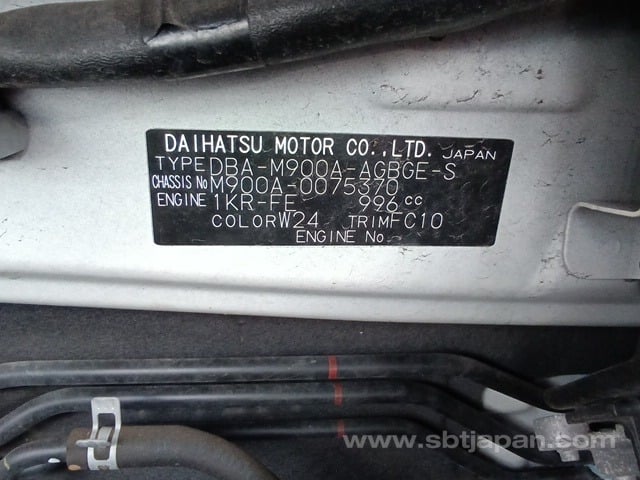 DAIHATSU MOTOR CO.,LTD. JAPAN
TYPE DBA-M900A-AGBGE-S
CHASSIS No M900A-0075370
ENGINE 1KR-FE 996cc
COLOR W24 TRIM FC10
ENGINE No.
www.sbtjapan.com